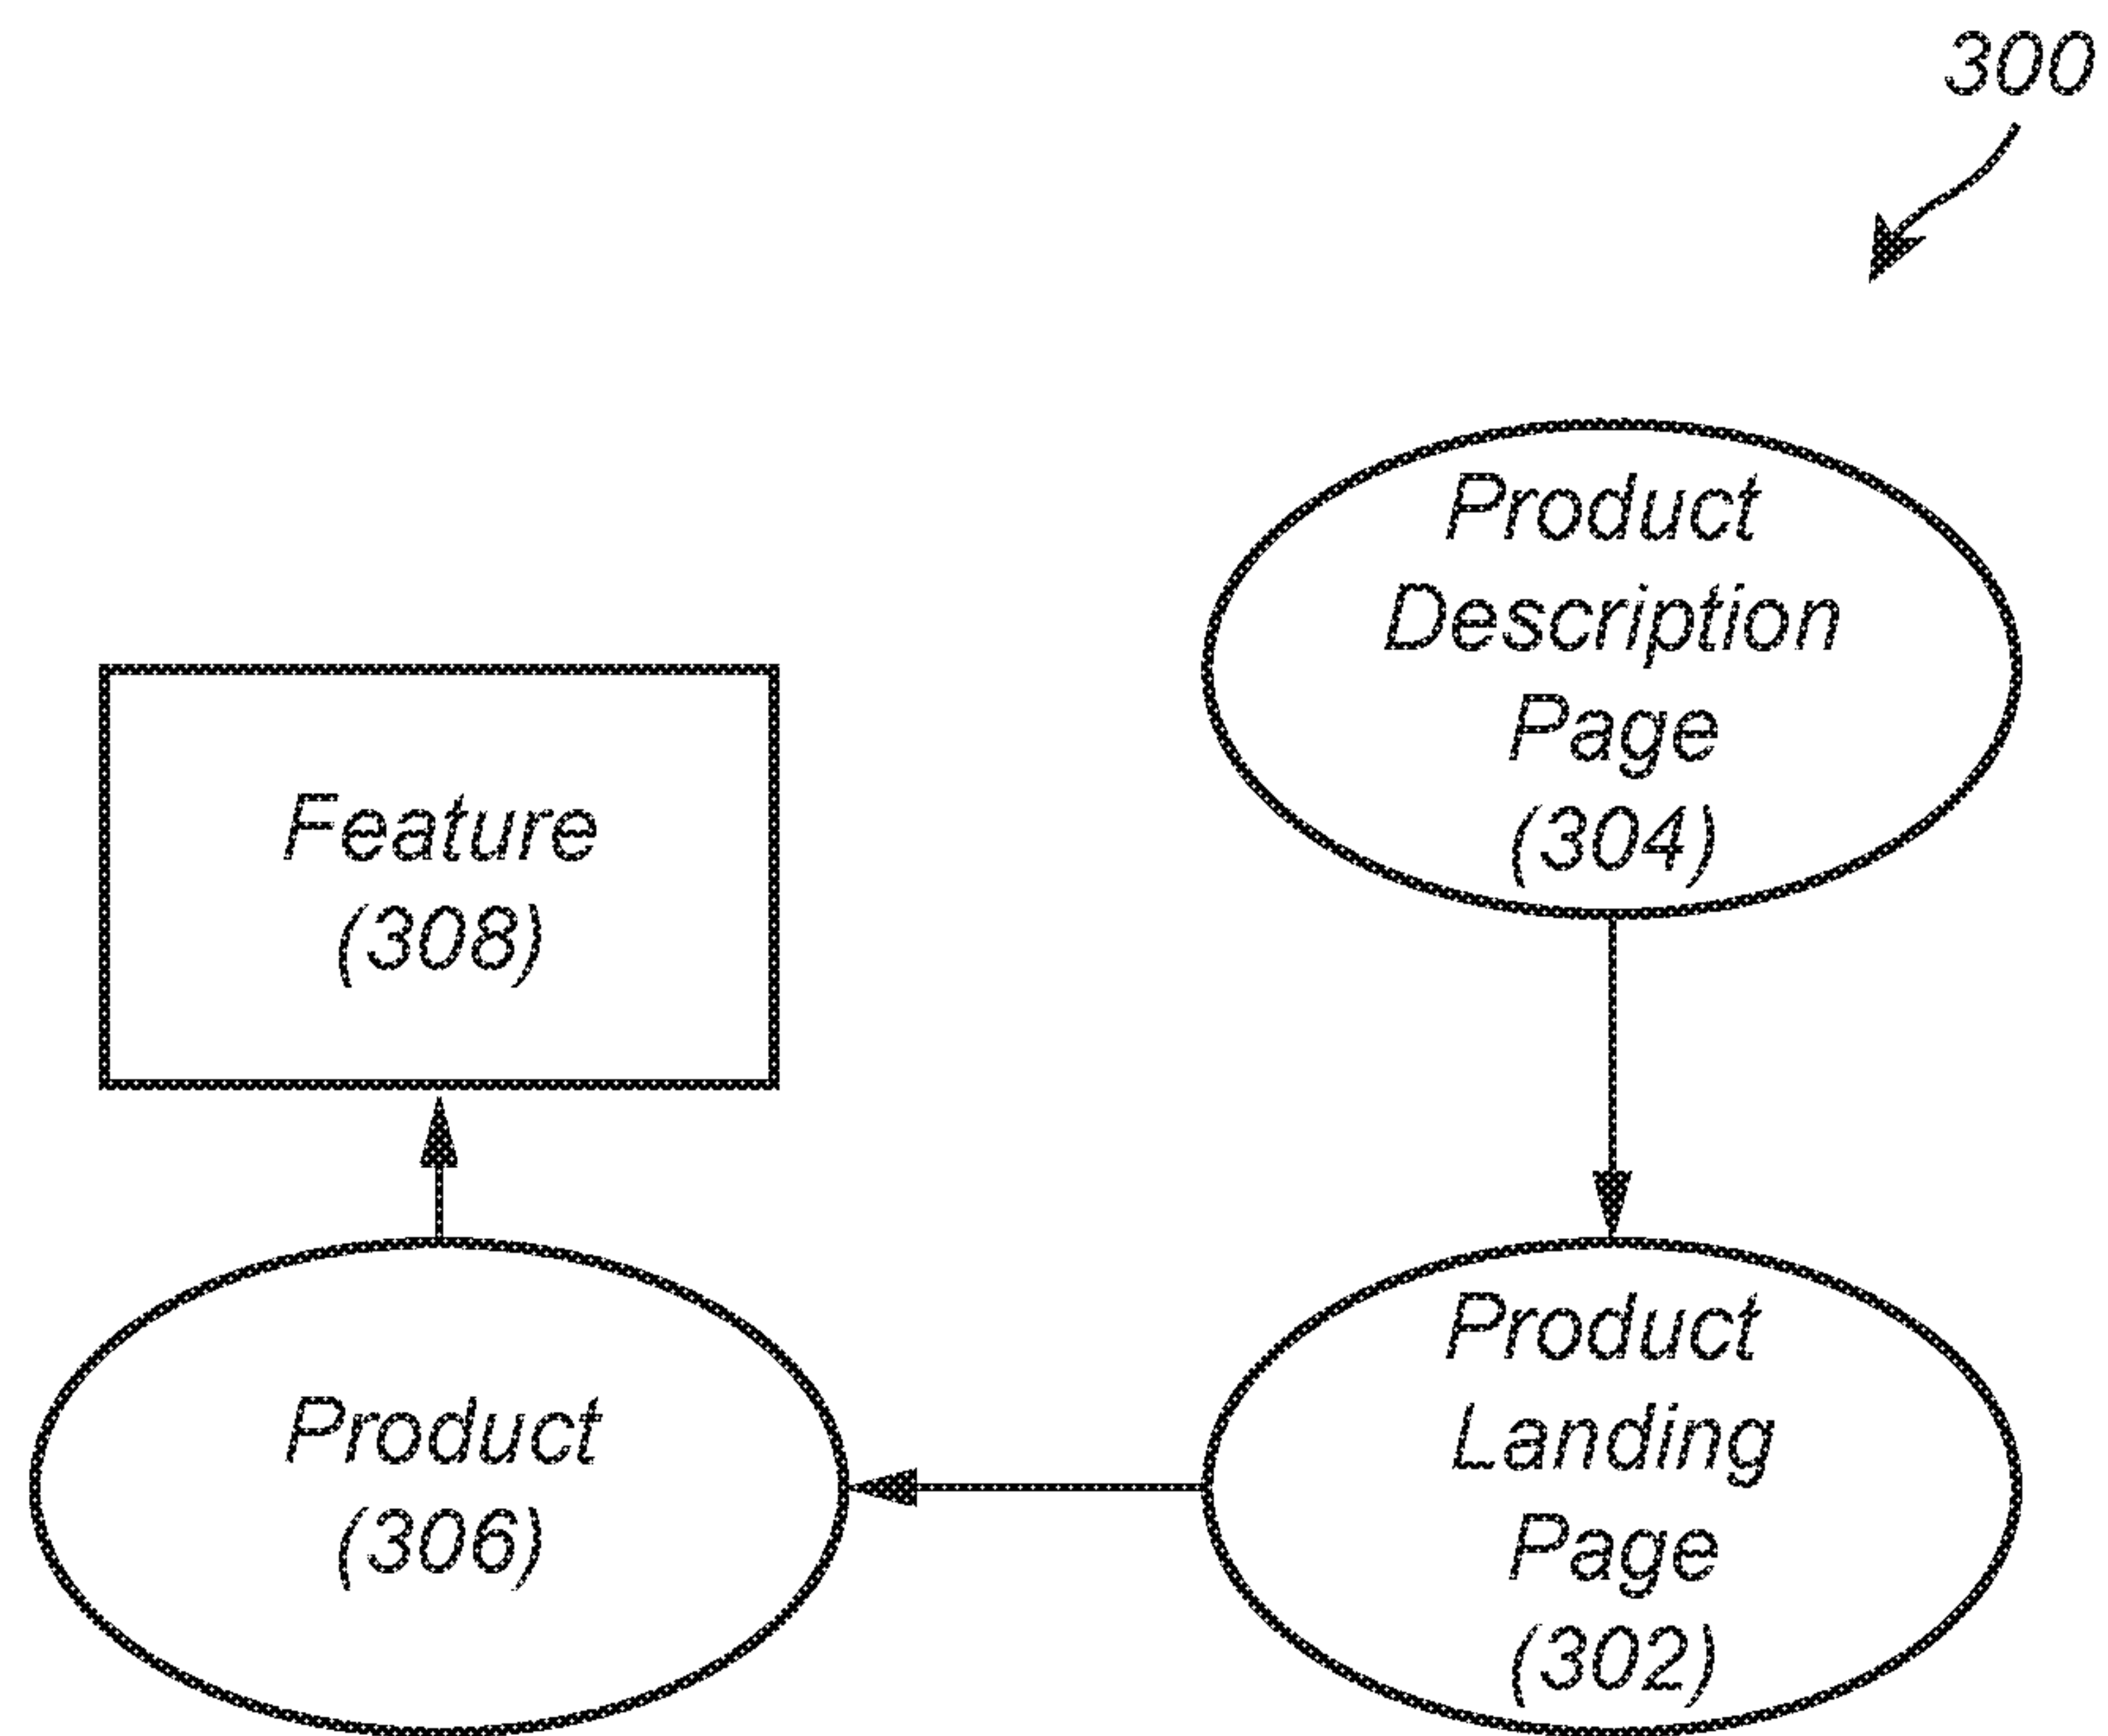 300
Product
Description
Page
(304)
Feature
(308)
Product
Landing
Page
(302)
Product
(306)